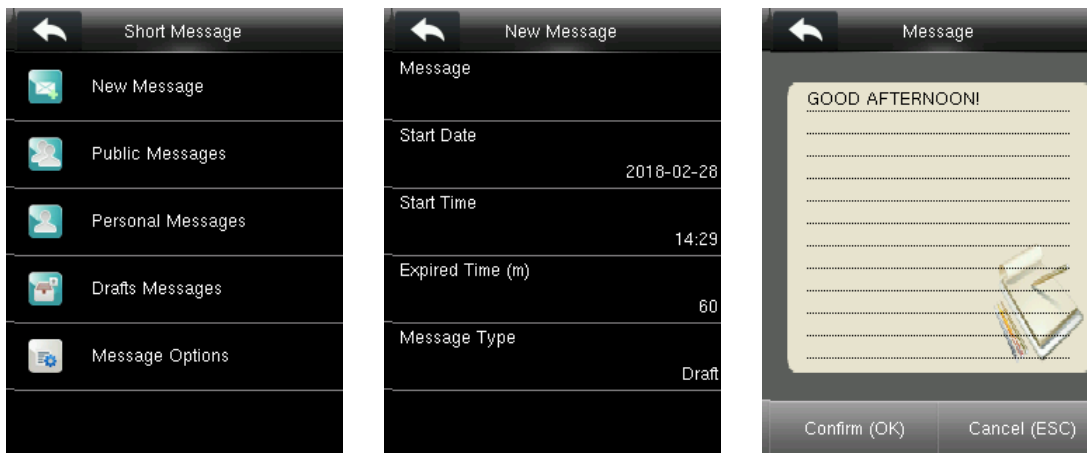 Short Message
New Message
Public Messages
Personal Messages
Drafts Messages
Message Options
New Message
Message
Start Date
2018-02-28
Start Time
14:29
Expired Time (m)
60
Message Type
Draft
Message
GOOD AFTERNOON!
Confirm (OK)
Cancel (ESC)